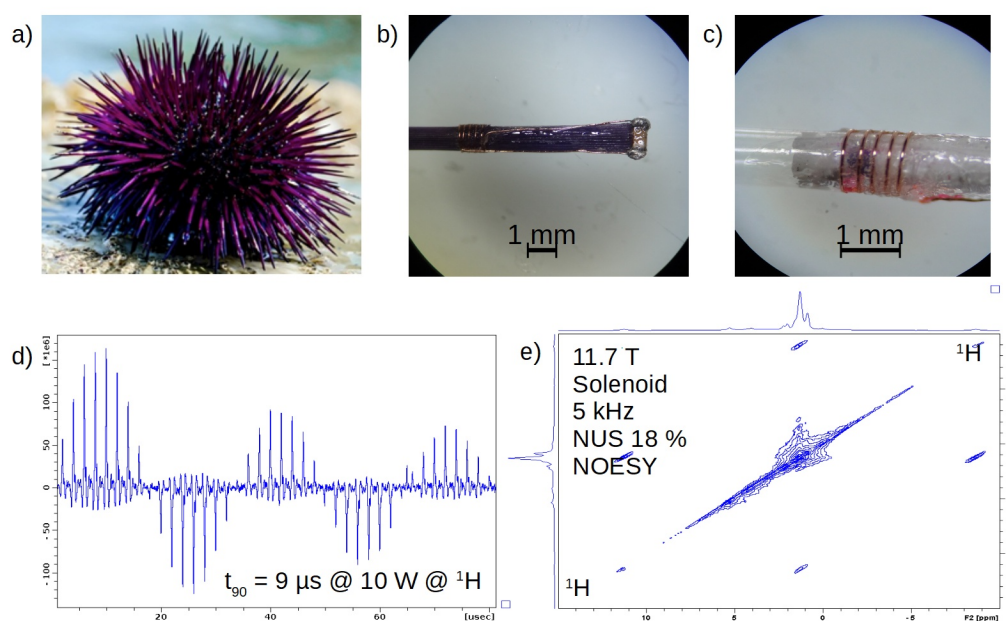 a)
b)
c)
1 mm
1 mm
d)
[*1e6]
100
50
0
-50
-100
t90 = 9 µs @ 10 W @ 1H
20
40
60
[usec]
e)
11.7 T
Solenoid
5 kHz
NUS 18 %
NOESY
1H
1H
10
5
0
-5
F2 [ppm]